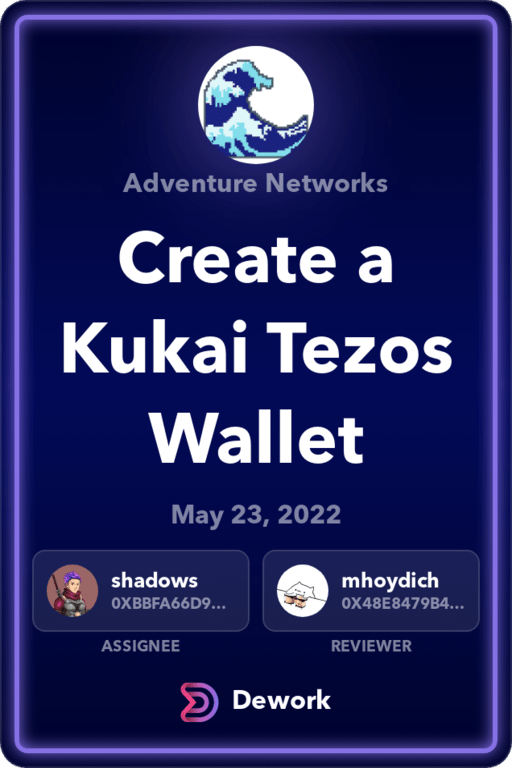 Adventure Networks
Create a
Kukai Tezos
Wallet
May 23, 2022
shadows
0XBBFA66D9...
ASSIGNEE
mhoydich
0X48E8479B4...
REVIEWER
Dework